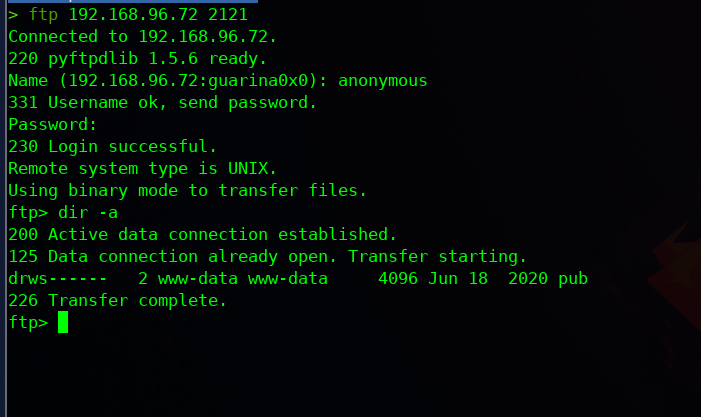 > ftp 192.168.96.72 2121
Connected to 192.168.96.72.
220 pyftpdlib 1.5.6 ready.
Name (192.168.96.72:guarina0x0): anonymous
331 Username ok, send password.
Password:
230 Login successful.
Remote system type is UNIX.
Using binary mode to transfer files.
ftp> dir -a
200 Active data connection established.
125 Data connection already open. Transfer starting.
drws------   2 www-data www-data     4096 Jun 18  2020 pub
226 Transfer complete.
ftp>